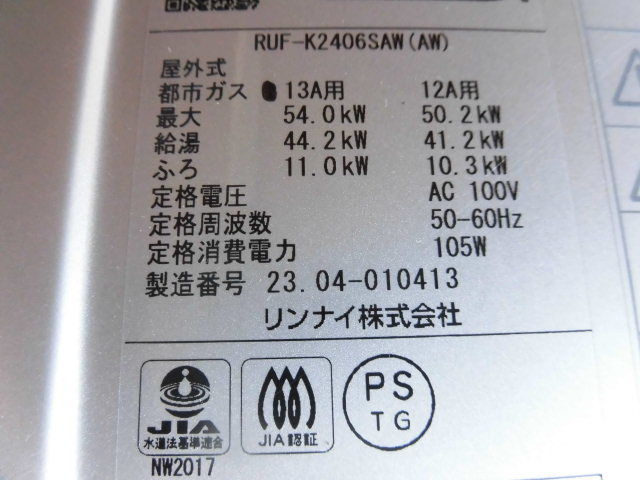 RUF-K2406SAW(AW)
屋外式
都市ガス 13A用 12A用
最大 54.0kW 50.2kW
給湯 44.2kW 41.2kW
ふろ 11.0kW 10.3kW
定格電圧 AC 100V
定格周波数 50-60Hz
定格消費電力 105W
製造番号 23.04-010413
リンナイ株式会社
JIA
水道法基準適合
NW2017
JIA認証
PS
TG